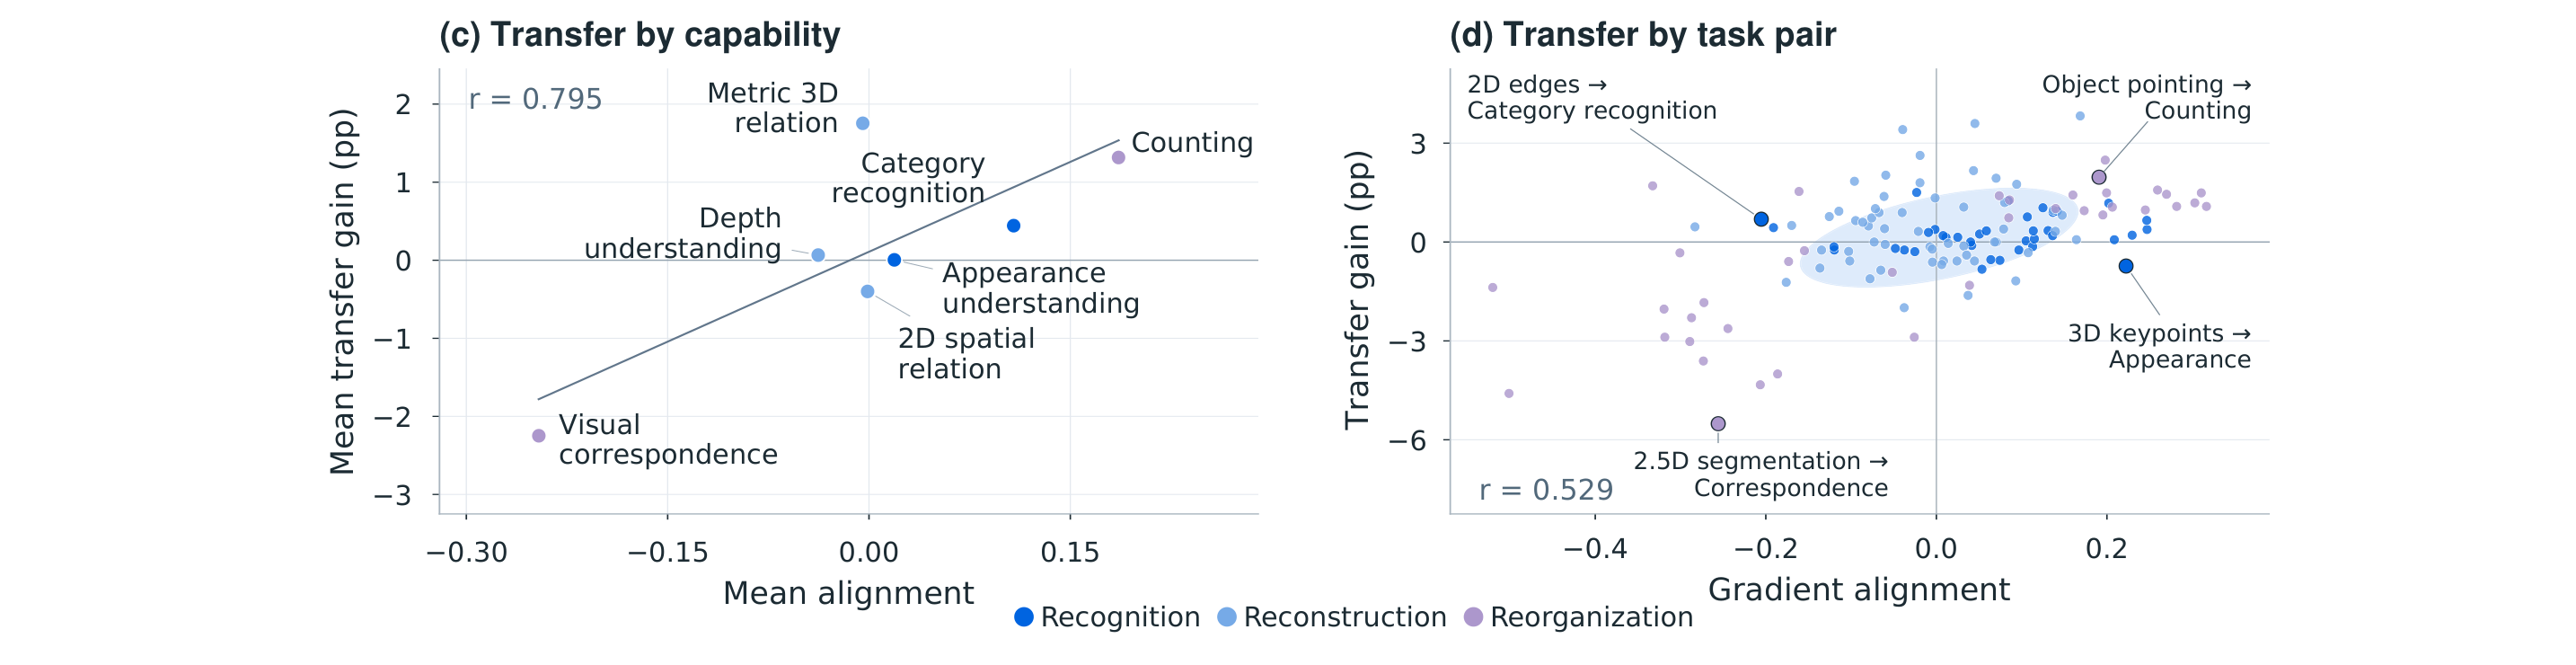 (c) Transfer by capability
Mean transfer gain (pp)
2
1
0
−1
−2
−3
r = 0.795
Metric 3D
relation
Counting
Category
recognition
Depth
understanding
Appearance
understanding
2D spatial
relation
Visual
correspondence
−0.30
−0.15
0.00
0.15
Mean alignment
(d) Transfer by task pair
Transfer gain (pp)
3
0
−3
−6
2D edges →
Category recognition
Object pointing →
Counting
3D keypoints →
Appearance
2.5D segmentation →
Correspondence
r = 0.529
−0.4
−0.2
0.0
0.2
Gradient alignment
Recognition
Reconstruction
Reorganization